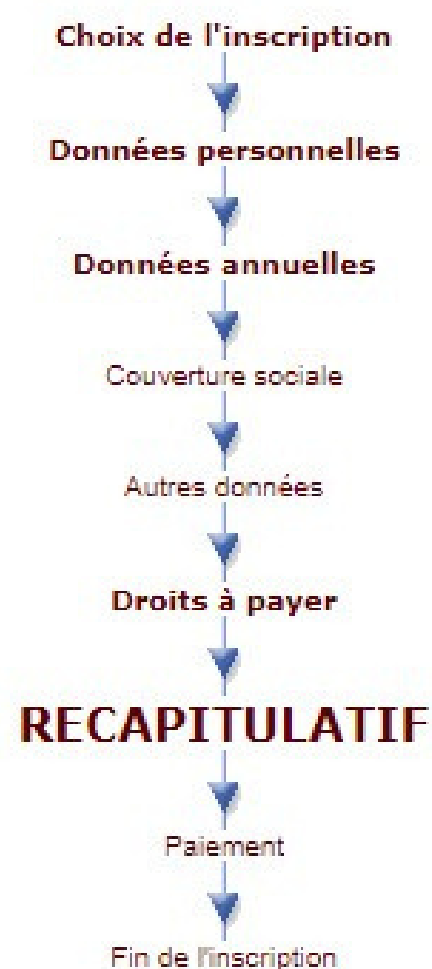 Choix de l'inscription
Données personnelles
Données annuelles
Couverture sociale
Autres données
Droits à payer
RECAPITULATIF
Paiement
Fin de l'inscription